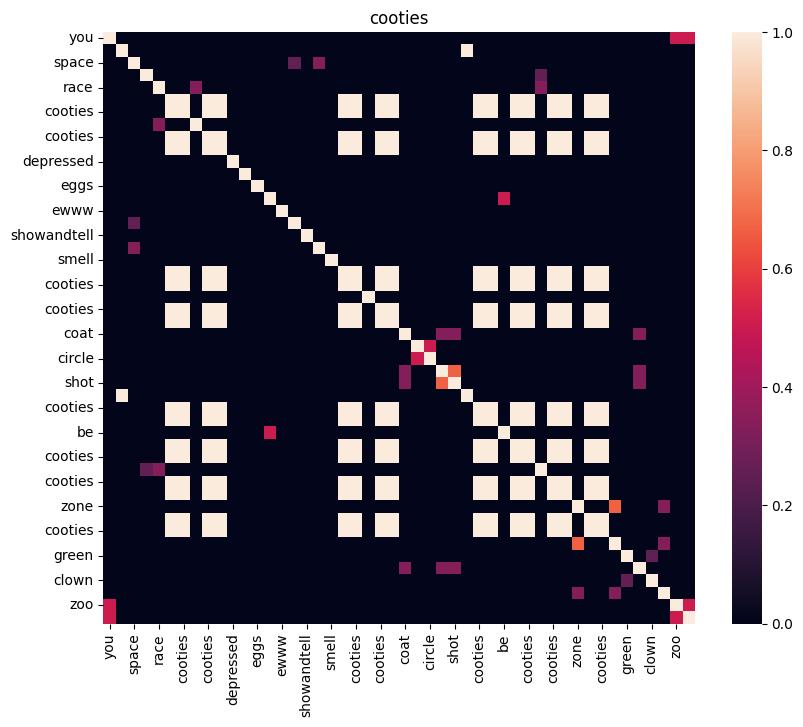 cooties
you
space
race
cooties
cooties
depressed
eggs
ewww
showandtell
smell
cooties
cooties
coat
circle
shot
cooties
be
cooties
cooties
zone
cooties
green
clown
zoo
you
space
race
cooties
cooties
depressed
eggs
ewww
showandtell
smell
cooties
cooties
coat
circle
shot
cooties
be
cooties
cooties
zone
cooties
green
clown
zoo
1.0
0.8
0.6
0.4
0.2
0.0